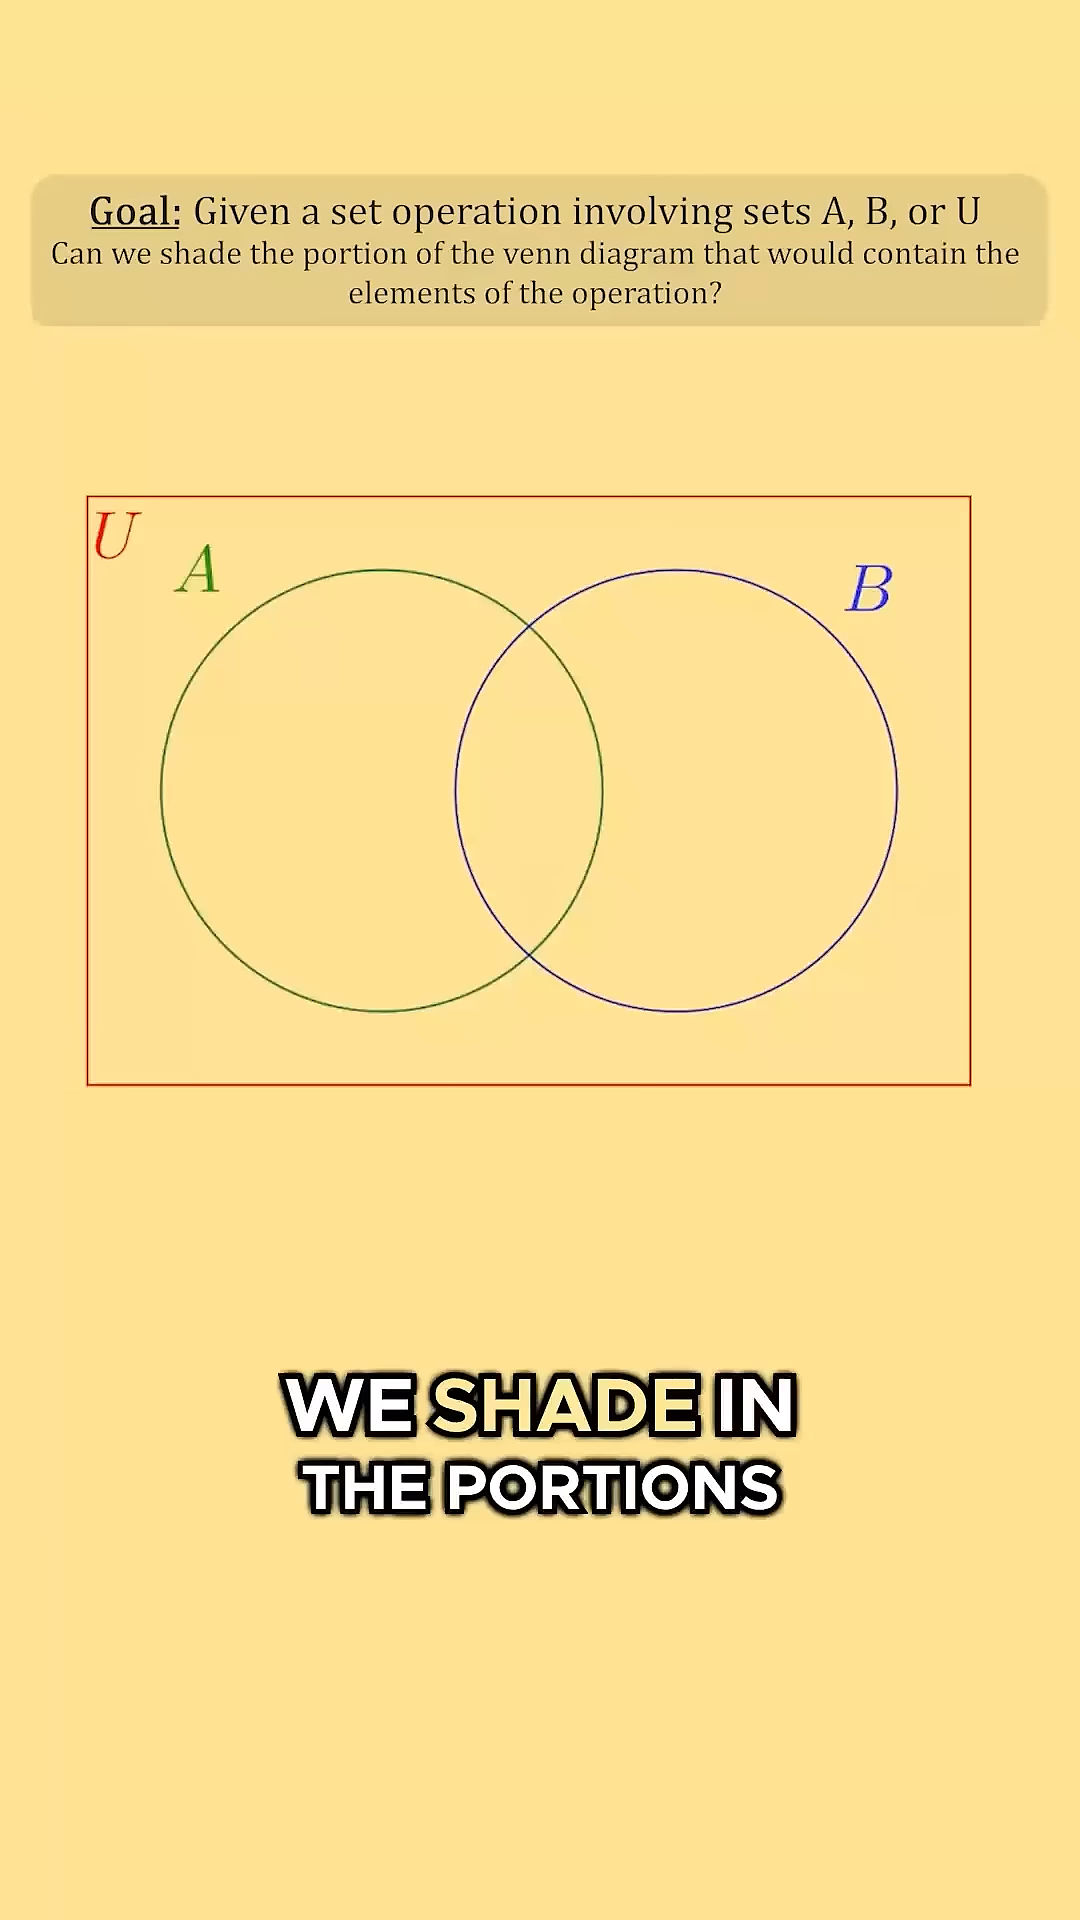 Goal: Given a set operation involving sets A, B, or U
Can we shade the portion of the venn diagram that would contain the
elements of the operation?
U
A
B
WE SHADE IN
THE PORTIONS